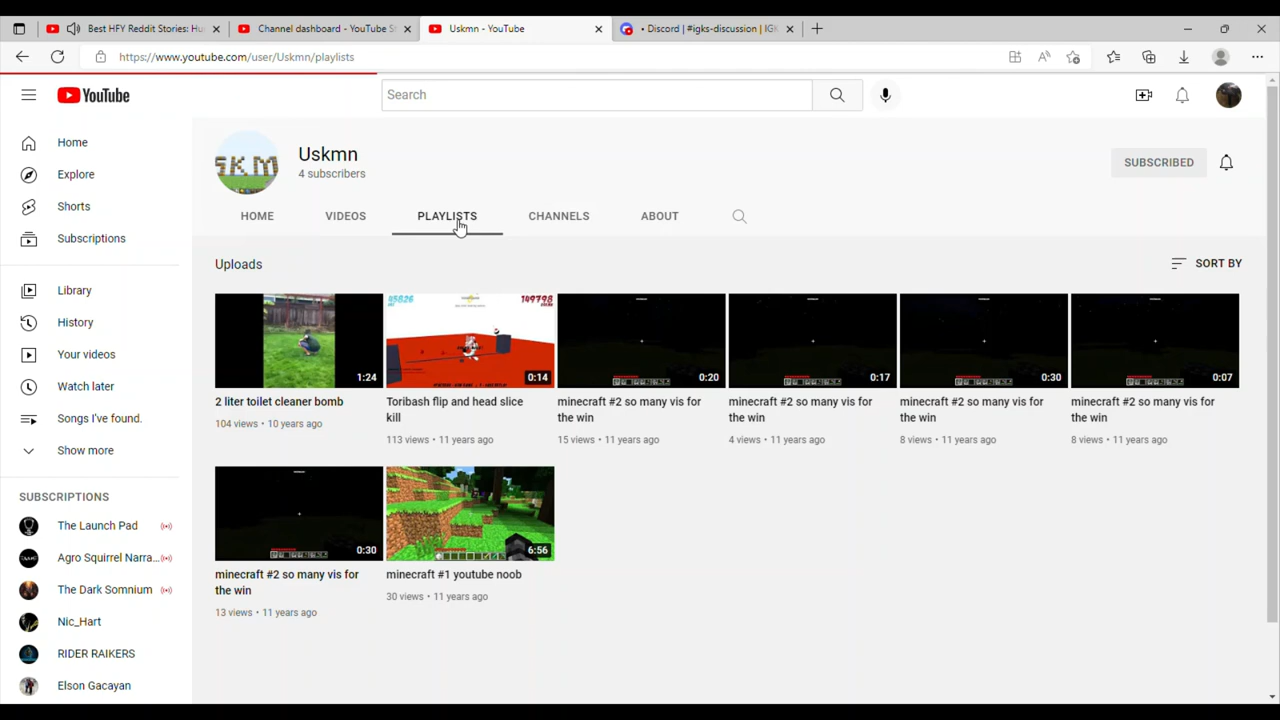 Best HFY Reddit Stories: Hu
Channel dashboard - YouTube S
Uskmn - YouTube
• Discord | #igks-discussion | IGK
https://www.youtube.com/user/Uskmn/playlists
YouTube
Search
Home
Explore
Shorts
Subscriptions
Library
History
Your videos
Watch later
Songs I've found.
Show more
SUBSCRIPTIONS
The Launch Pad
Agro Squirrel Narra...
The Dark Somnium
Nic_Hart
RIDER RAIKERS
Elson Gacayan
SKM
Uskmn
4 subscribers
SUBSCRIBED
HOME
VIDEOS
PLAYLISTS
CHANNELS
ABOUT
Uploads
SORT BY
1:24
2 liter toilet cleaner bomb
104 views • 10 years ago
45826
149798
0:14
Toribash flip and head slice
kill
113 views • 11 years ago
0:20
minecraft #2 so many vis for
the win
15 views • 11 years ago
0:17
minecraft #2 so many vis for
the win
4 views • 11 years ago
0:30
minecraft #2 so many vis for
the win
8 views • 11 years ago
0:07
minecraft #2 so many vis for
the win
8 views • 11 years ago
0:30
minecraft #2 so many vis for
the win
13 views • 11 years ago
6:56
minecraft #1 youtube noob
30 views • 11 years ago